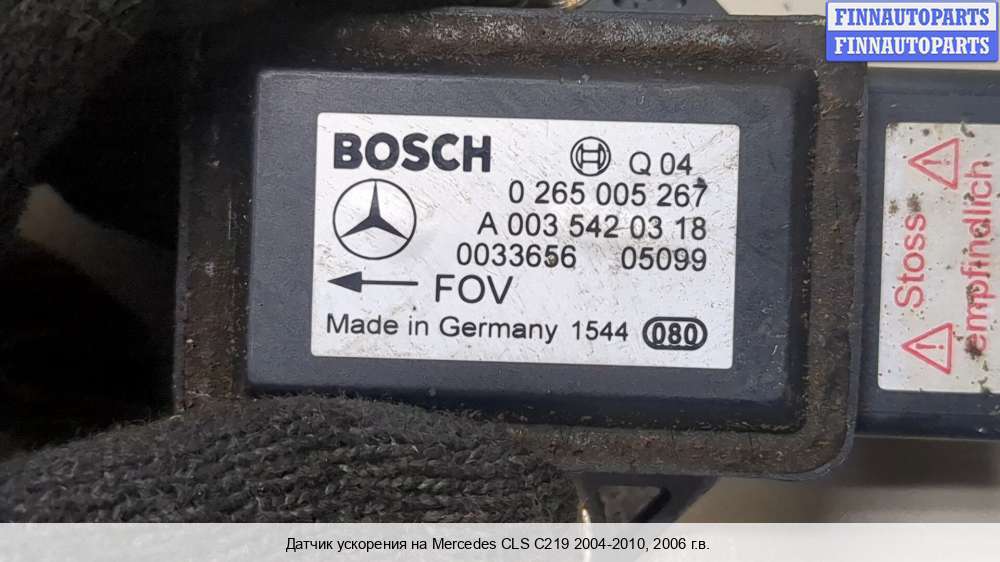 FINNAUTOPARTS
FINNAUTOPARTS
BOSCH
Q 04
0 265 005 267
A 003 542 03 18
0033656 05099
FOV
Made in Germany 1544 080
Stoss
empfindlich
Датчик ускорения на Mercedes CLS C219 2004-2010, 2006 г.в.